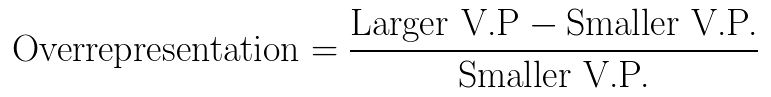 Overrepresentation = Larger V.P − Smaller V.P.
Smaller V.P.